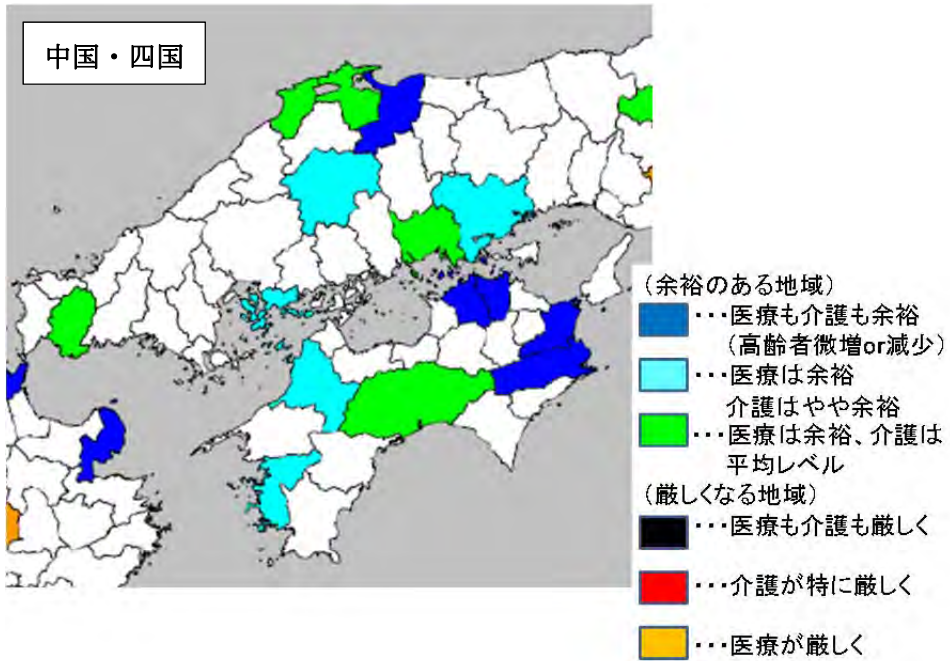 中国・四国
（余裕のある地域）
･･･医療も介護も余裕
（高齢者微増or減少）
･･･医療は余裕
介護はやや余裕
･･･医療は余裕、介護は
平均レベル
（厳しくなる地域）
･･･医療も介護も厳しく
･･･介護が特に厳しく
･･･医療が厳しく